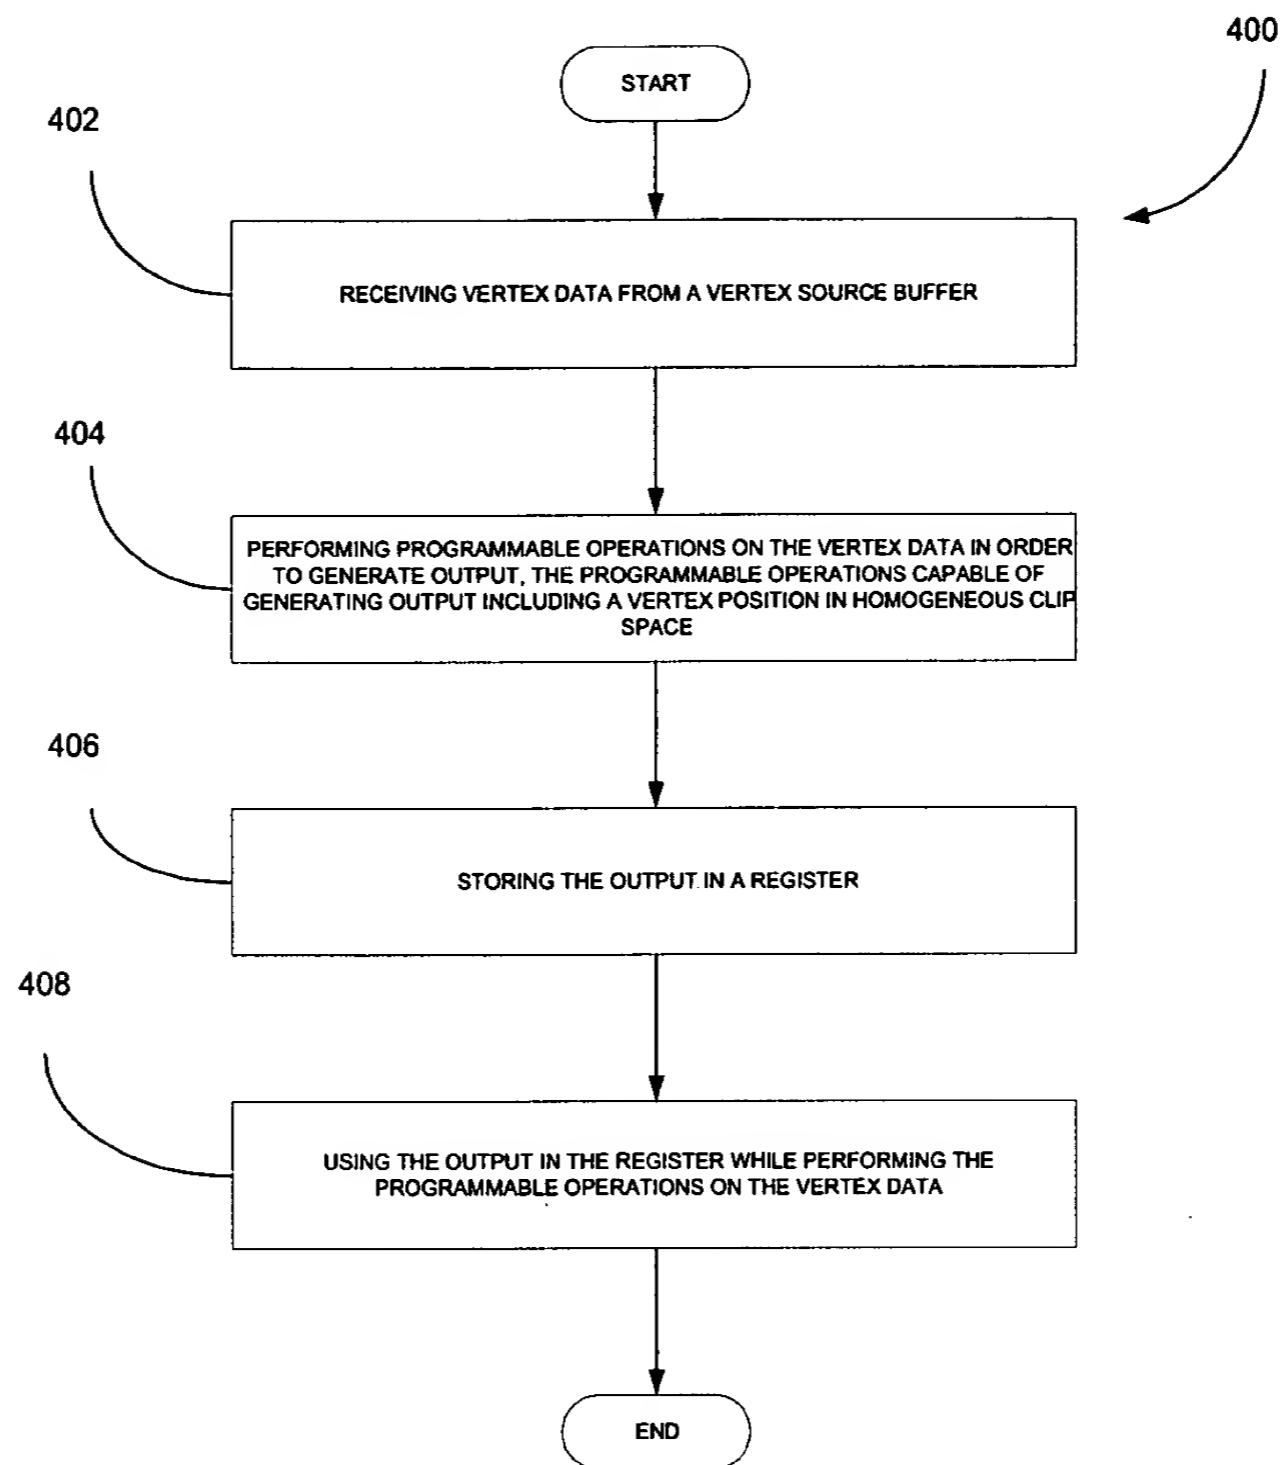 400
START
402
RECEIVING VERTEX DATA FROM A VERTEX SOURCE BUFFER
404
PERFORMING PROGRAMMABLE OPERATIONS ON THE VERTEX DATA IN ORDER
TO GENERATE OUTPUT, THE PROGRAMMABLE OPERATIONS CAPABLE OF
GENERATING OUTPUT INCLUDING A VERTEX POSITION IN HOMOGENEOUS CLIP
SPACE
406
STORING THE OUTPUT IN A REGISTER
408
USING THE OUTPUT IN THE REGISTER WHILE PERFORMING THE
PROGRAMMABLE OPERATIONS ON THE VERTEX DATA
END